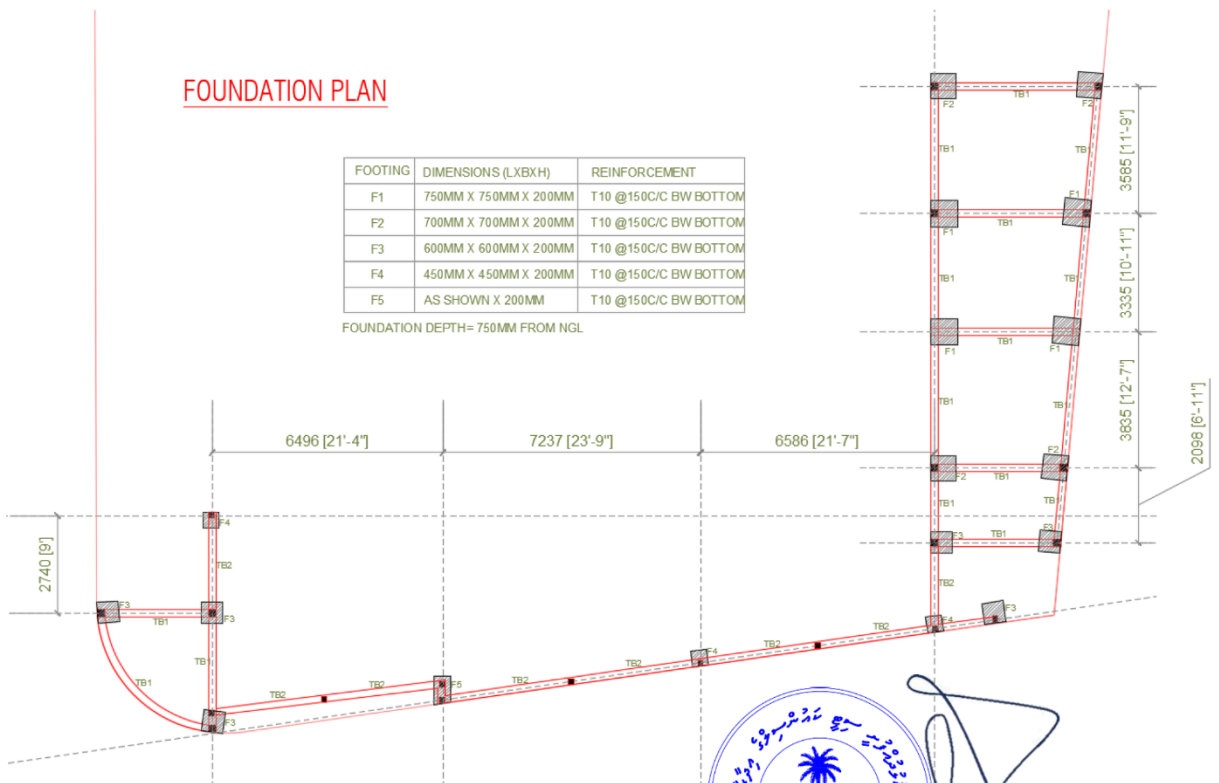 FOUNDATION PLAN
FOOTING DIMENSIONS (LXBXH) REINFORCEMENT
F1 750MM X 750MM X 200MM T10 @150C/C BW BOTTOM
F2 700MM X 700MM X 200MM T10 @150C/C BW BOTTOM
F3 600MM X 600MM X 200MM T10 @150C/C BW BOTTOM
F4 450MM X 450MM X 200MM T10 @150C/C BW BOTTOM
F5 AS SHOWN X 200MM T10 @150C/C BW BOTTOM
FOUNDATION DEPTH= 750MM FROM NGL
F2 TB1 F2
TB1 TB1
3585 [11'-9"]
F1
F1 TB1
TB1 TB1
3335 [10'-11"]
F1 TB1 F1
TB1 TB1
3835 [12'-7"]
2098 [6'-11"]
6496 [21'-4"] 7237 [23'-9"] 6586 [21'-7"]
F2
F2 TB1
TB1 TB1
F3 TB1 F3
TB2
F4
TB2
2740 [9']
F3 TB1 F3
TB1 TB1
F3
TB2 TB2 F5
TB2 TB2 F4
TB2 TB2 F4
F3